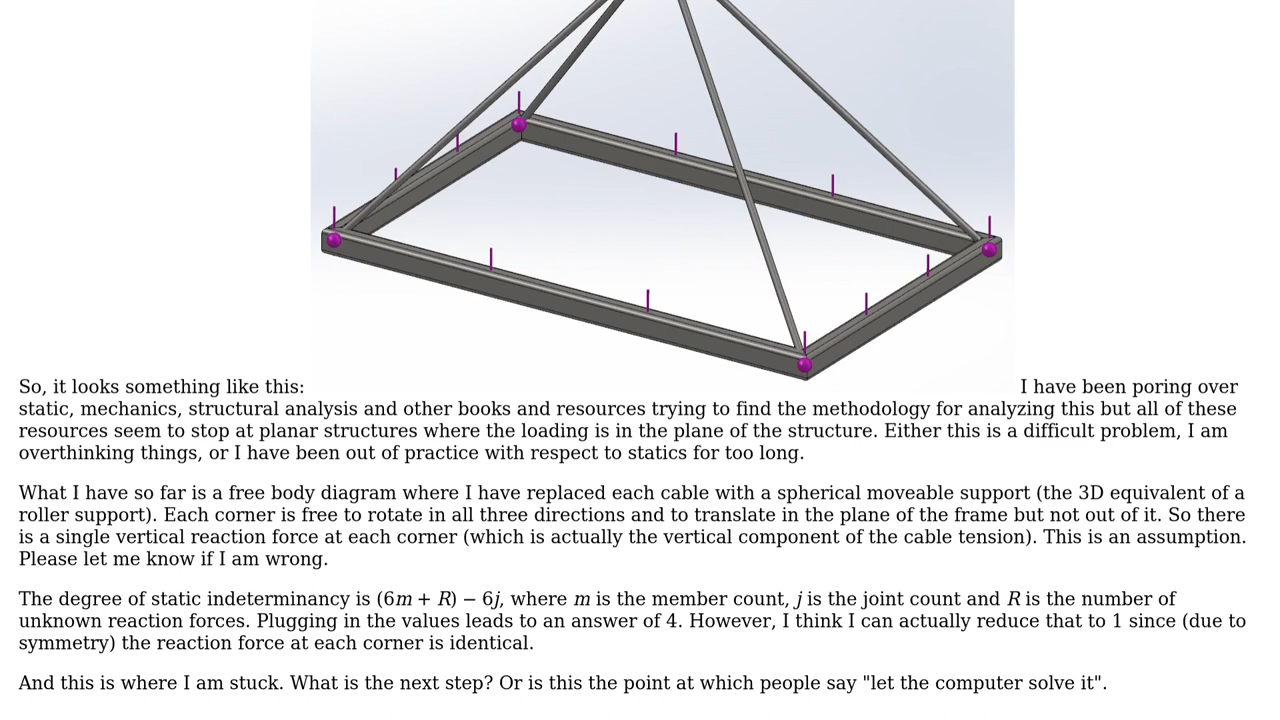 So, it looks something like this: I have been poring over
static, mechanics, structural analysis and other books and resources trying to find the methodology for analyzing this but all of these
resources seem to stop at planar structures where the loading is in the plane of the structure. Either this is a difficult problem, I am
overthinking things, or I have been out of practice with respect to statics for too long.
What I have so far is a free body diagram where I have replaced each cable with a spherical moveable support (the 3D equivalent of a
roller support). Each corner is free to rotate in all three directions and to translate in the plane of the frame but not out of it. So there
is a single vertical reaction force at each corner (which is actually the vertical component of the cable tension). This is an assumption.
Please let me know if I am wrong.
The degree of static indeterminancy is (6m + R) − 6j, where m is the member count, j is the joint count and R is the number of
unknown reaction forces. Plugging in the values leads to an answer of 4. However, I think I can actually reduce that to 1 since (due to
symmetry) the reaction force at each corner is identical.
And this is where I am stuck. What is the next step? Or is this the point at which people say "let the computer solve it".